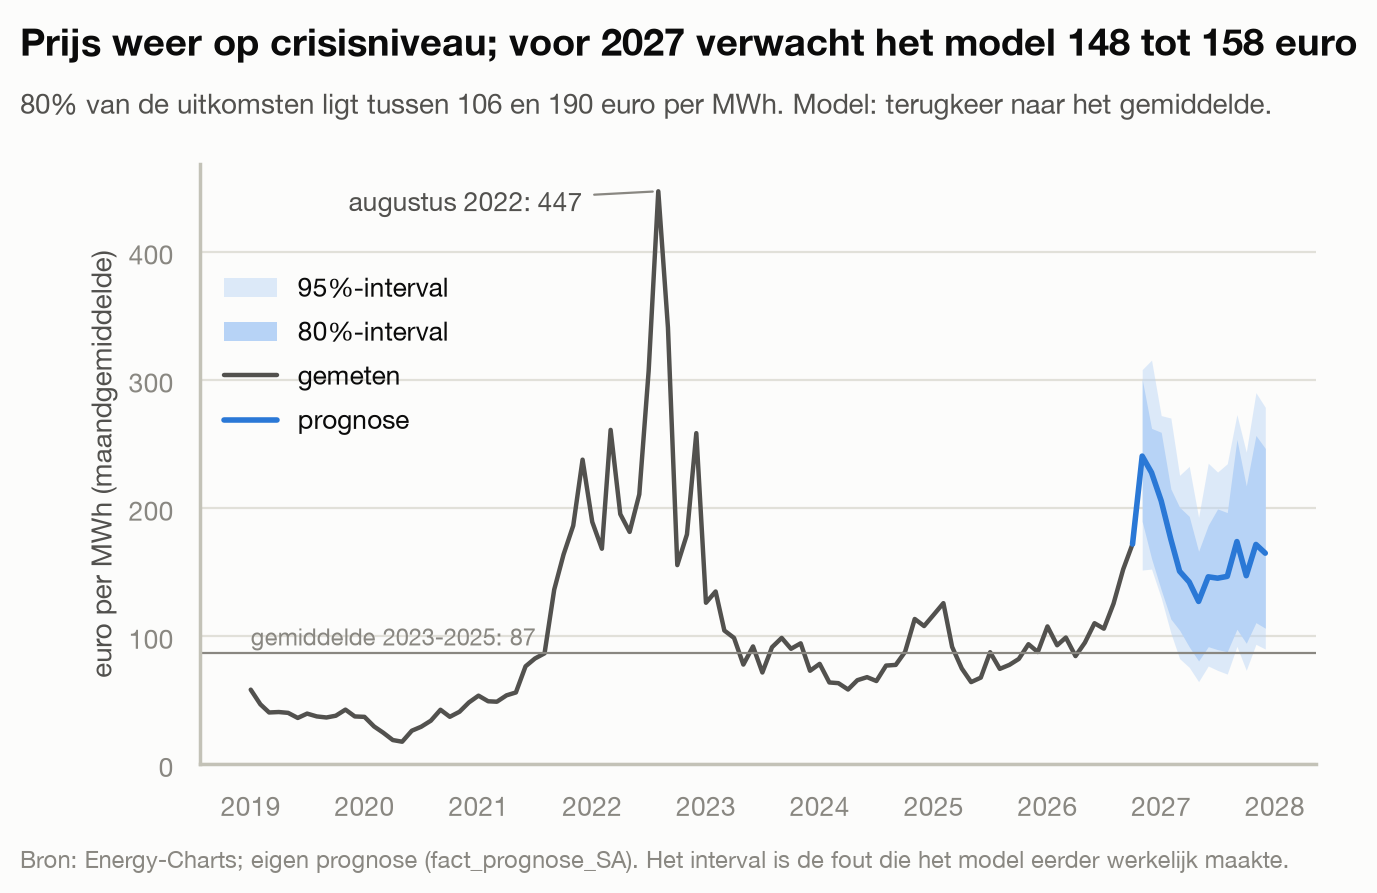 Prijs weer op crisisniveau; voor 2027 verwacht het model 148 tot 158 euro
80% van de uitkomsten ligt tussen 106 en 190 euro per MWh. Model: terugkeer naar het gemiddelde.
augustus 2022: 447
euro per MWh (maandgemiddelde)
400
300
200
100
0
95%-interval
80%-interval
gemeten
prognose
gemiddelde 2023-2025: 87
2019 2020 2021 2022 2023 2024 2025 2026 2027 2028
Bron: Energy-Charts; eigen prognose (fact_prognose_SA). Het interval is de fout die het model eerder werkelijk maakte.